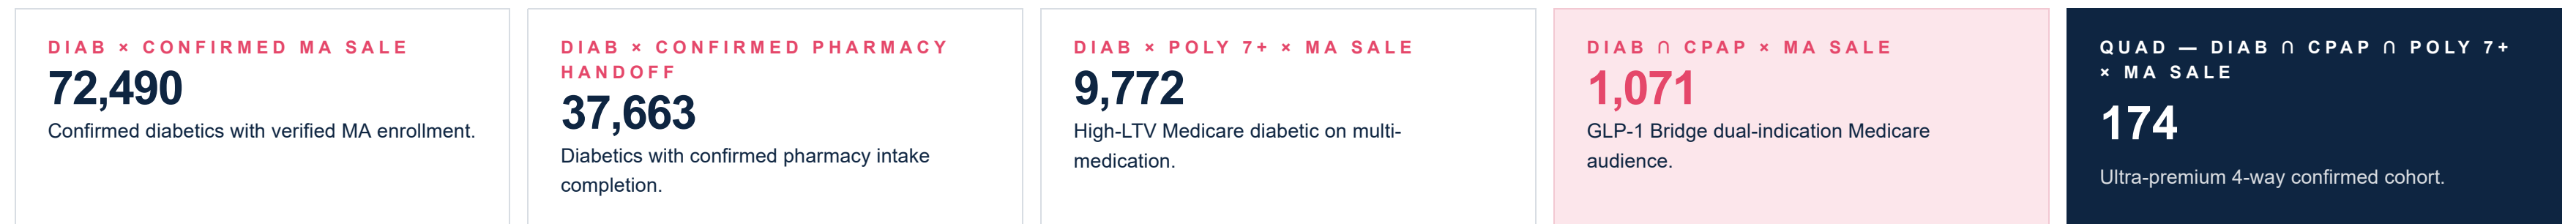 DIAB × CONFIRMED MA SALE
72,490
Confirmed diabetics with verified MA enrollment.
DIAB × CONFIRMED PHARMACY
HANDOFF
37,663
Diabetics with confirmed pharmacy intake
completion.
DIAB × POLY 7+ × MA SALE
9,772
High-LTV Medicare diabetic on multi-
medication.
DIAB ∩ CPAP × MA SALE
1,071
GLP-1 Bridge dual-indication Medicare
audience.
QUAD — DIAB ∩ CPAP ∩ POLY 7+
× MA SALE
174
Ultra-premium 4-way confirmed cohort.